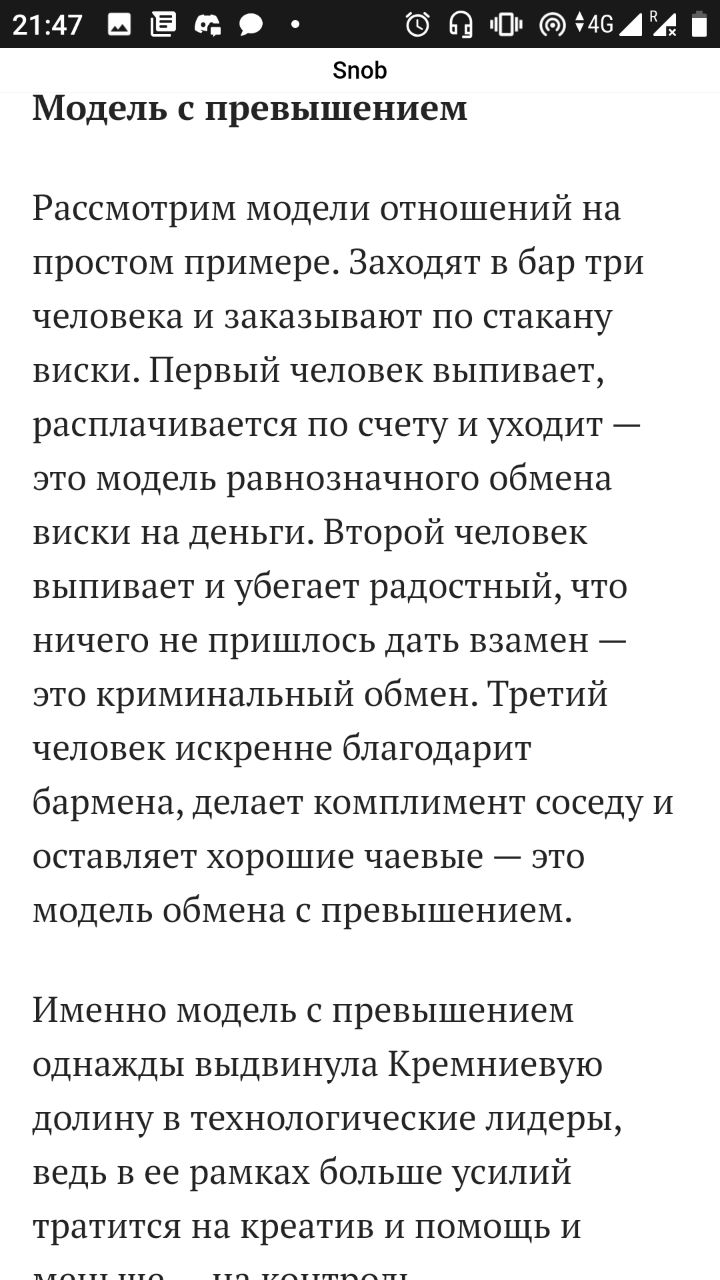 21:47
4G
R
Snob
Модель с превышением
Рассмотрим модели отношений на
простом примере. Заходят в бар три
человека и заказывают по стакану
виски. Первый человек выпивает,
расплачивается по счету и уходит —
это модель равнозначного обмена
виски на деньги. Второй человек
выпивает и убегает радостный, что
ничего не пришлось дать взамен —
это криминальный обмен. Третий
человек искренне благодарит
бармена, делает комплимент соседу и
оставляет хорошие чаевые — это
модель обмена с превышением.
Именно модель с превышением
однажды выдвинула Кремниевую
долину в технологические лидеры,
ведь в ее рамках больше усилий
тратится на креатив и помощь и
меньше — на контроль